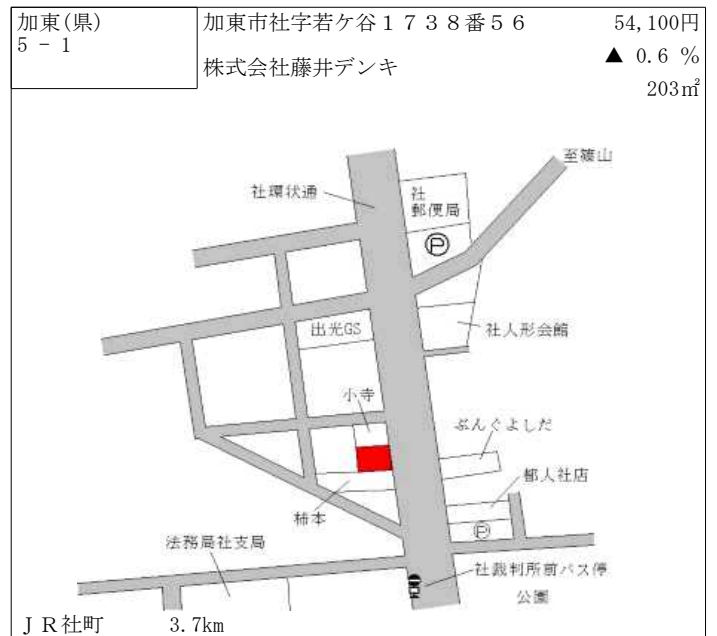 加東(県)
5 - 1
加東市社字若ケ谷１７３８番５６
株式会社藤井デンキ
54,100円
▲ 0.6 %
203㎡
至篠山
社環状通
社
郵便局
P
出光GS
社人形会館
小寺
ぶんぐよしだ
都人社店
柿本
P
法務局社支局
社裁判所前バス停
公園
ＪＲ社町 3.7km